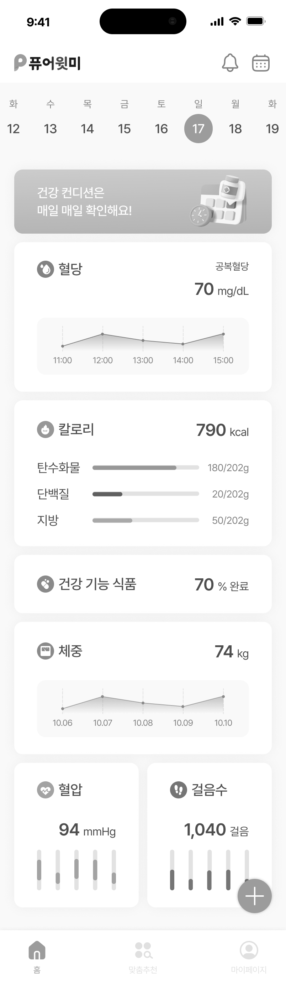 9:41
퓨어윗미
화 수 목 금 토 일 월 화
12 13 14 15 16 17 18 19
건강 컨디션은
매일 매일 확인해요!
혈당
공복혈당
70 mg/dL
11:00 12:00 13:00 14:00 15:00
kcal
칼로리
790 kcal
탄수화물 180/202g
단백질 20/202g
지방 50/202g
건강 기능 식품
70 % 완료
체중
74 kg
10.06 10.07 10.08 10.09 10.10
혈압
94 mmHg
걸음수
1,040 걸음
홈 맞춤추천 마이페이지